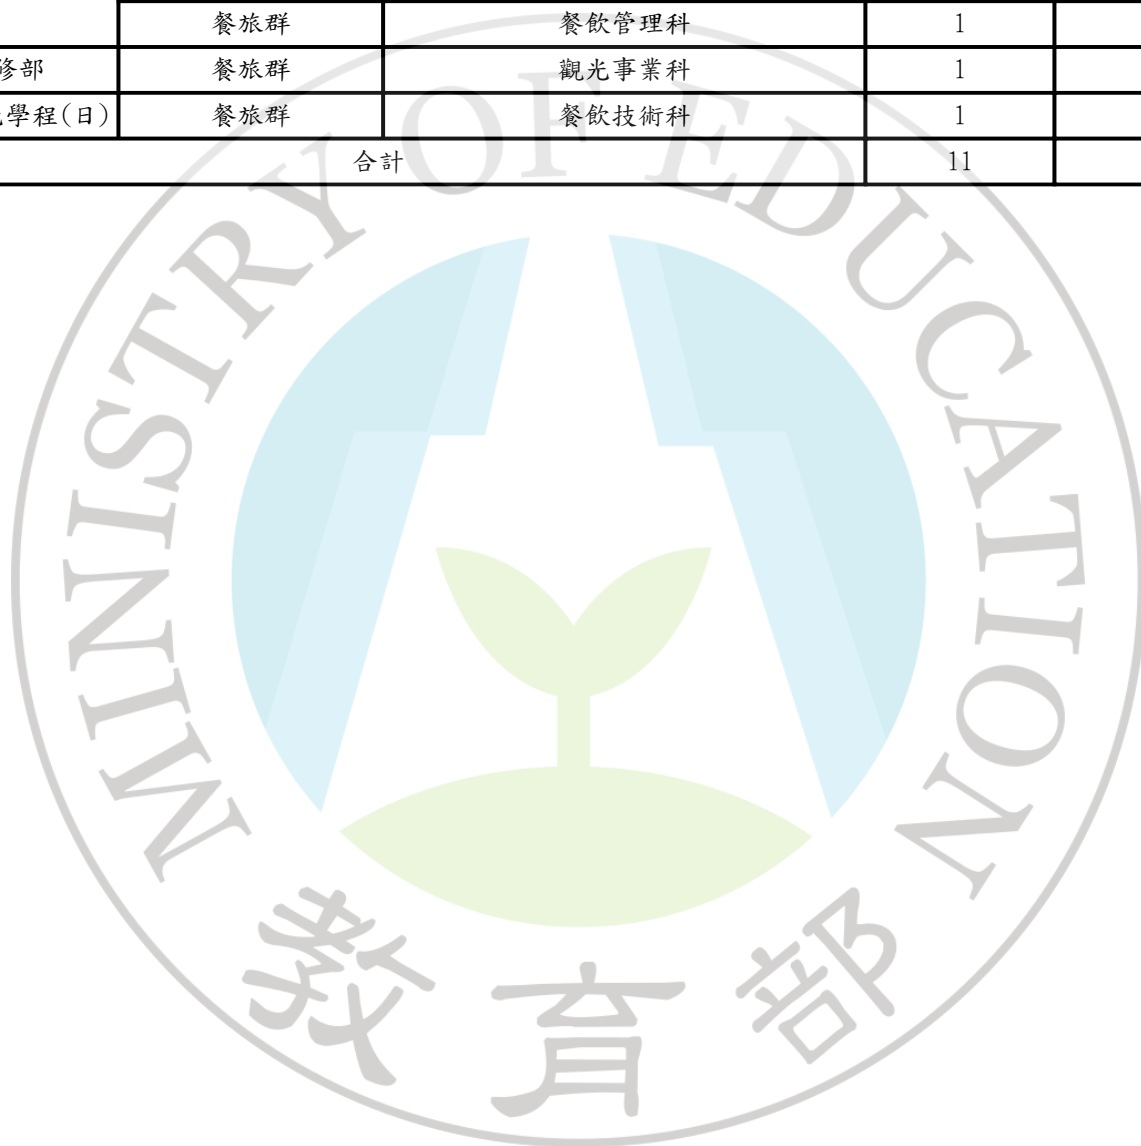 餐旅群 餐飲管理科 1
修部 餐旅群 觀光事業科 1
學程(日) 餐旅群 餐飲技術科 1
合計 11
MINISTRY OF EDUCATION
教育部